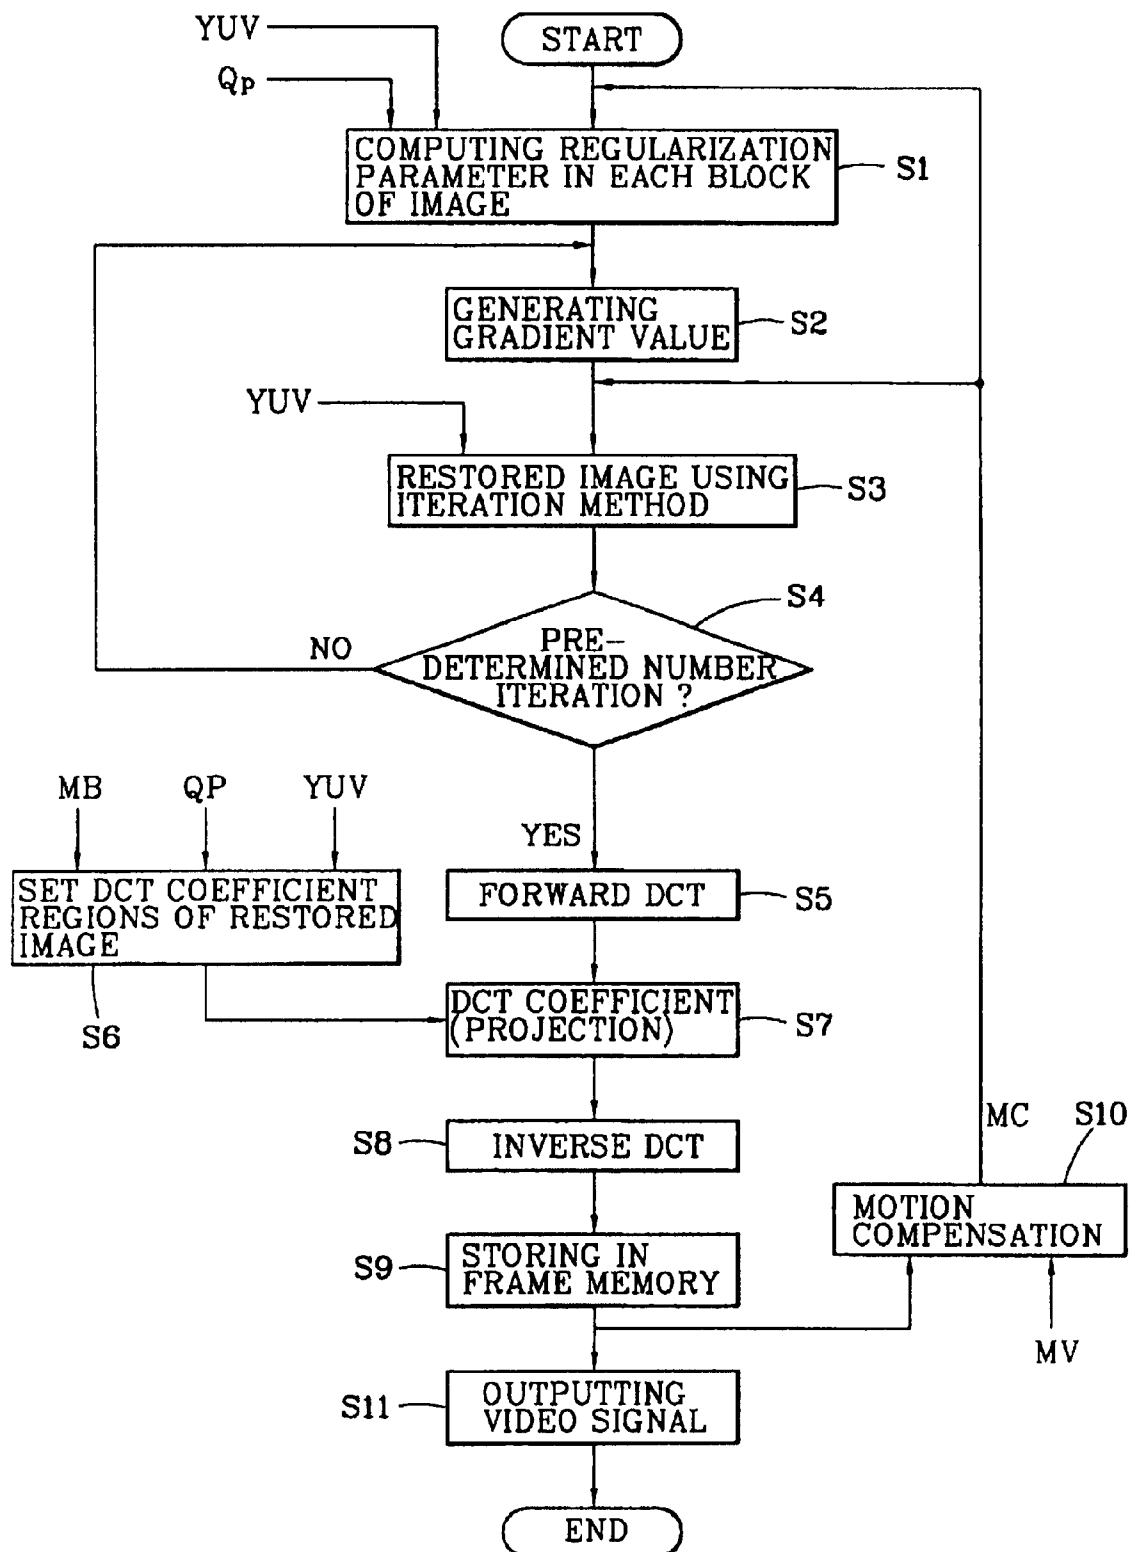 YUV
START
Qp
COMPUTING REGULARIZATION
PARAMETER IN EACH BLOCK
OF IMAGE
S1
GENERATING
GRADIENT VALUE
S2
YUV
RESTORED IMAGE USING
ITERATION METHOD
S3
S4
PRE-
DETERMINED NUMBER
ITERATION ?
NO
MB
QP
YUV
YES
SET DCT COEFFICIENT
REGIONS OF RESTORED
IMAGE
S6
FORWARD DCT
S5
DCT COEFFICIENT
(PROJECTION)
S7
S8
INVERSE DCT
MC
S10
MOTION
COMPENSATION
S9
STORING IN
FRAME MEMORY
MV
S11
OUTPUTTING
VIDEO SIGNAL
END